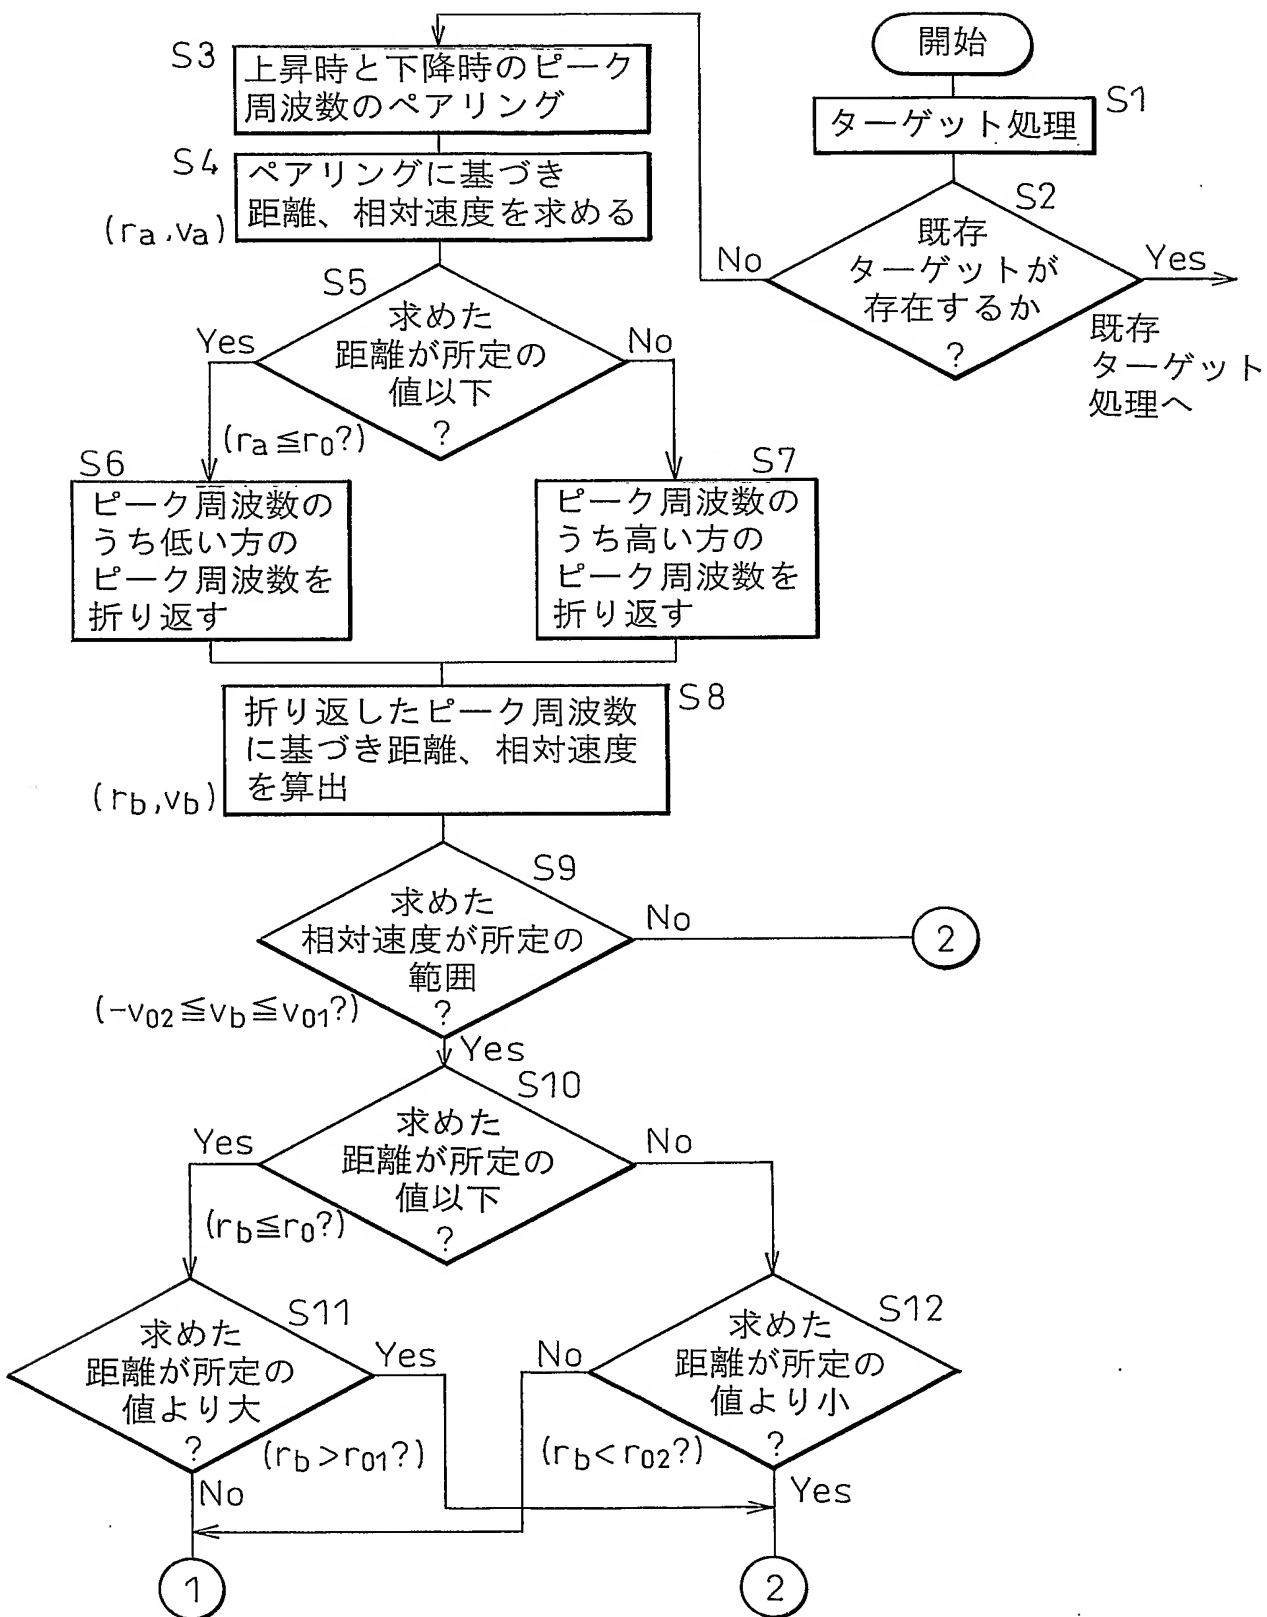 開始
S1
ターゲット処理
S2
既存
ターゲットが
存在するか
?
No
Yes
既存
ターゲット
処理へ
S3
上昇時と下降時のピーク
周波数のペアリング
S4
ペアリングに基づき
距離、相対速度を求める
(ra,va)
S5
求めた
距離が所定の
値以下
?
Yes
No
(ra≦r0?)
S6
ピーク周波数の
うち低い方の
ピーク周波数を
折り返す
S7
ピーク周波数の
うち高い方の
ピーク周波数を
折り返す
S8
折り返したピーク周波数
に基づき距離、相対速度
を算出
(rb,vb)
S9
求めた
相対速度が所定の
範囲
?
No
2
(-v02≦vb≦v01?)
Yes
S10
求めた
距離が所定の
値以下
?
Yes
No
(rb≦r0?)
S11
求めた
距離が所定の
値より大
?
Yes
(rb>r01?)
No
S12
求めた
距離が所定の
値より小
?
No
(rb<r02?)
Yes
1
2